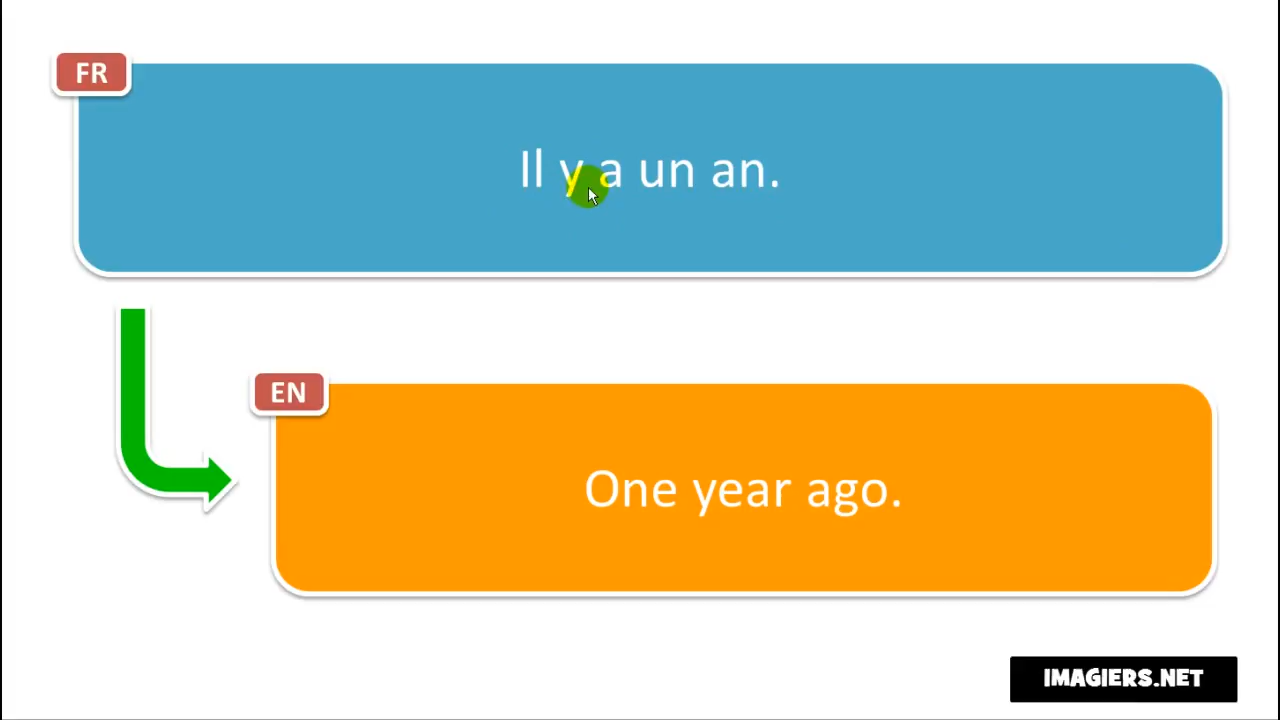 FR
Il y a un an.
EN
One year ago.
IMAGIERS.NET